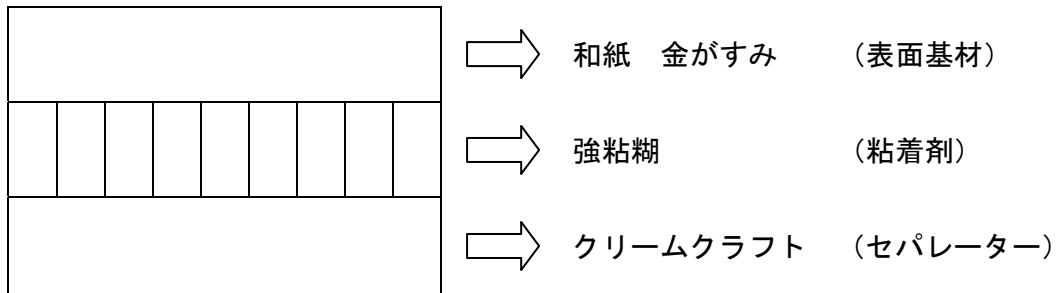 和紙　金がすみ　（表面基材）
強粘糊　（粘着剤）
クリームクラフト　（セパレーター）